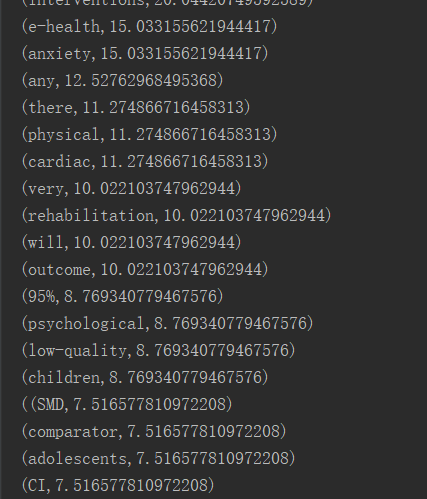 (e-health,15.033155621944417)
(anxiety,15.033155621944417)
(any,12.52762968495368)
(there,11.274866716458313)
(physical,11.274866716458313)
(cardiac,11.274866716458313)
(very,10.022103747962944)
(rehabilitation,10.022103747962944)
(will,10.022103747962944)
(outcome,10.022103747962944)
(95%,8.769340779467576)
(psychological,8.769340779467576)
(low-quality,8.769340779467576)
(children,8.769340779467576)
((SMD,7.516577810972208)
(comparator,7.516577810972208)
(adolescents,7.516577810972208)
(CI,7.516577810972208)